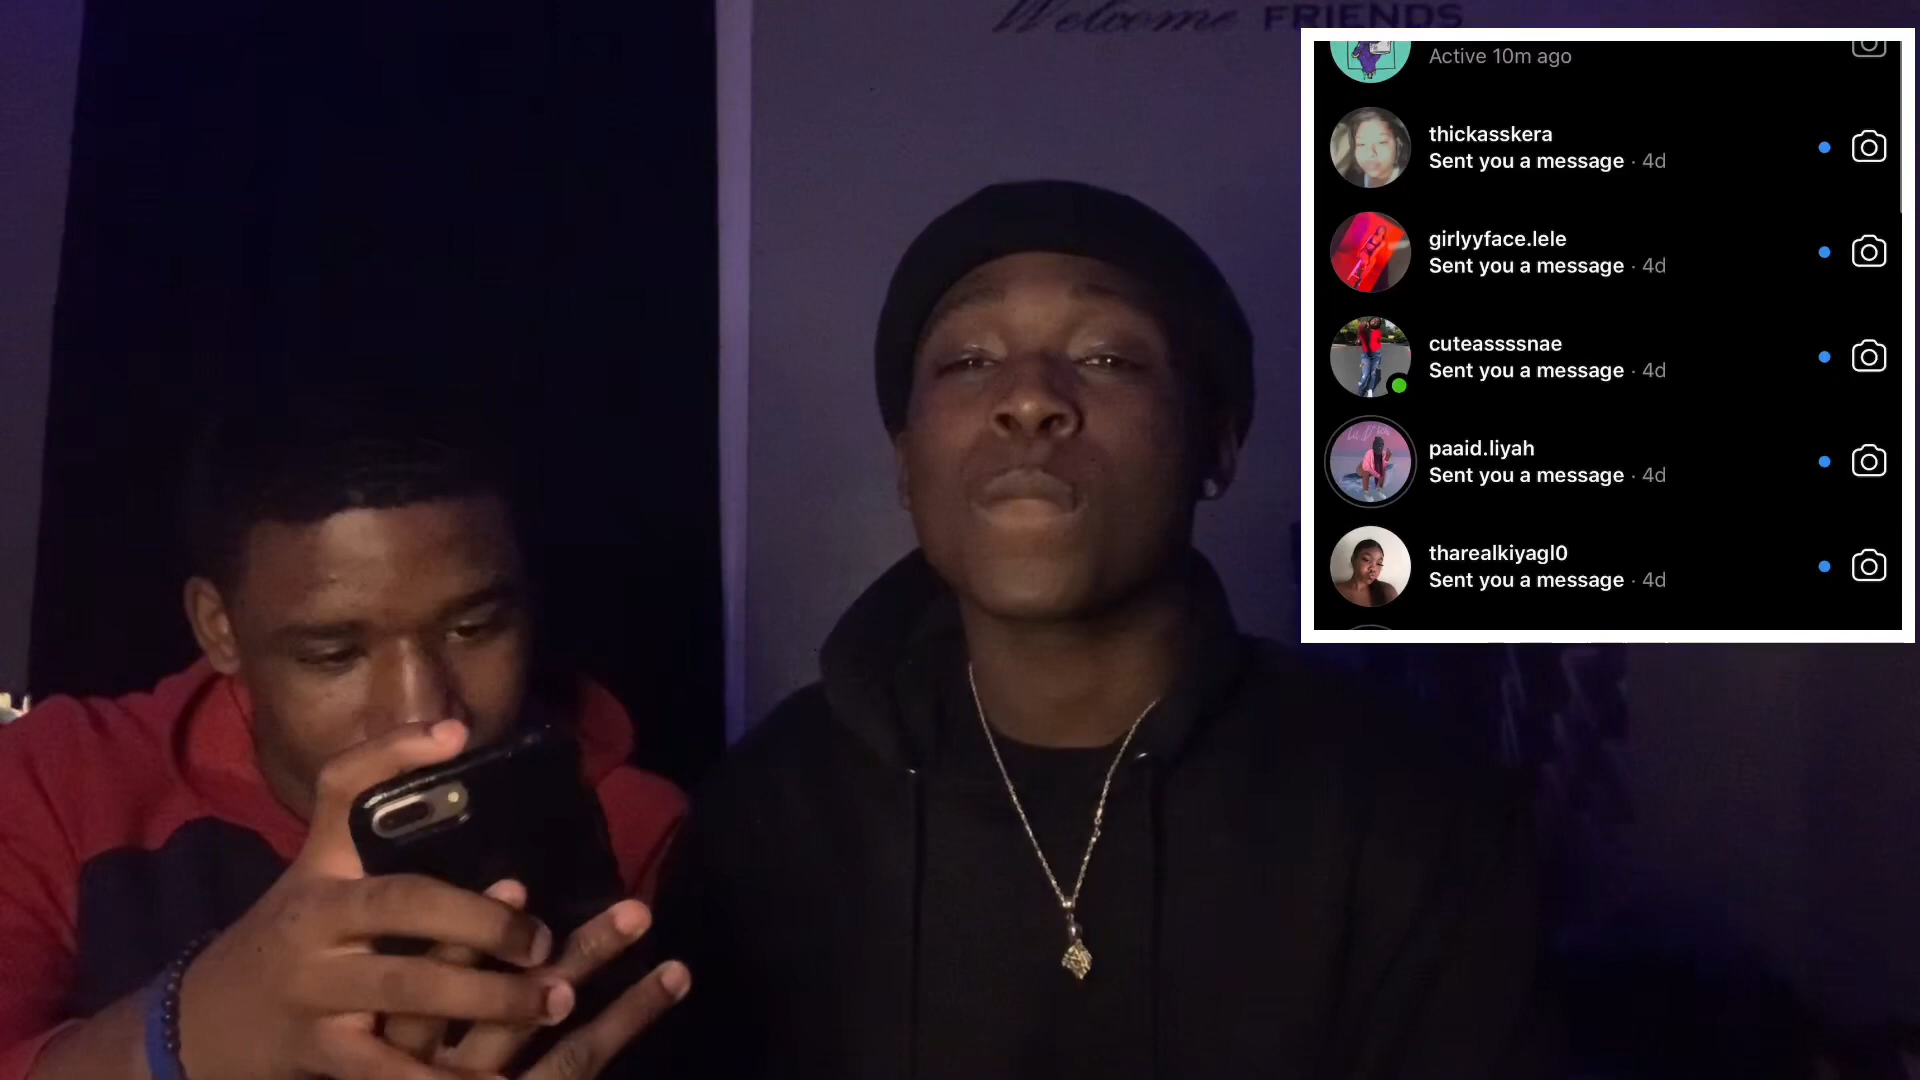 Welcome FRIENDS
Active 10m ago
thickasskera
Sent you a message · 4d
girlyyface.lele
Sent you a message · 4d
cuteassssnae
Sent you a message · 4d
paaid.liyah
Sent you a message · 4d
tharealkiyagl0
Sent you a message · 4d